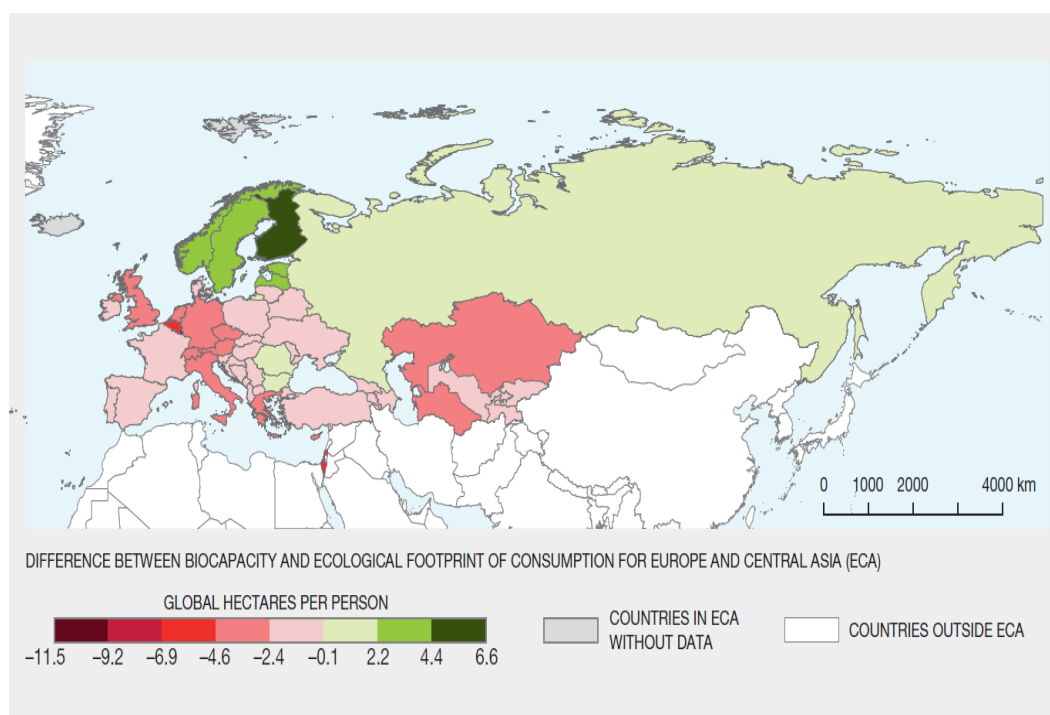 0 1000 2000 4000 km
DIFFERENCE BETWEEN BIOCAPACITY AND ECOLOGICAL FOOTPRINT OF CONSUMPTION FOR EUROPE AND CENTRAL ASIA (ECA)
GLOBAL HECTARES PER PERSON
–11.5 –9.2 –6.9 –4.6 –2.4 –0.1 2.2 4.4 6.6
COUNTRIES IN ECA
WITHOUT DATA
COUNTRIES OUTSIDE ECA